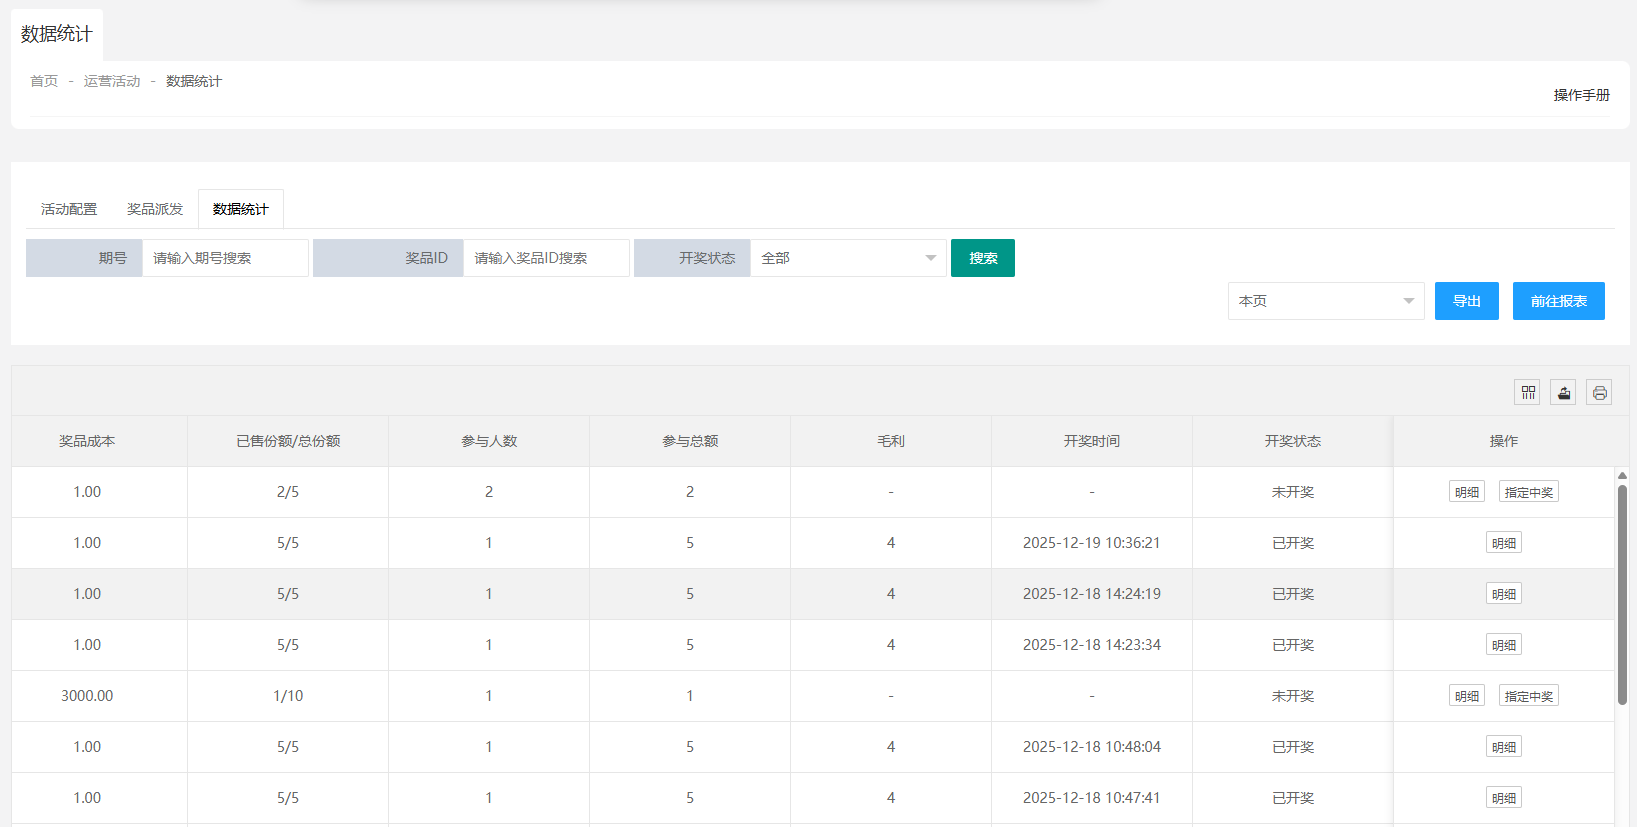 数据统计
首页 - 运营活动 - 数据统计
操作手册
活动配置 奖品派发 数据统计
期号 请输入期号搜索 奖品ID 请输入奖品ID搜索 开奖状态 全部 搜索
本页 导出 前往报表
奖品成本 已售份额/总份额 参与人数 参与总额 毛利 开奖时间 开奖状态 操作
1.00 2/5 2 2 - - 未开奖 明细 指定中奖
1.00 5/5 1 5 4 2025-12-19 10:36:21 已开奖 明细
1.00 5/5 1 5 4 2025-12-18 14:24:19 已开奖 明细
1.00 5/5 1 5 4 2025-12-18 14:23:34 已开奖 明细
3000.00 1/10 1 1 - - 未开奖 明细 指定中奖
1.00 5/5 1 5 4 2025-12-18 10:48:04 已开奖 明细
1.00 5/5 1 5 4 2025-12-18 10:47:41 已开奖 明细